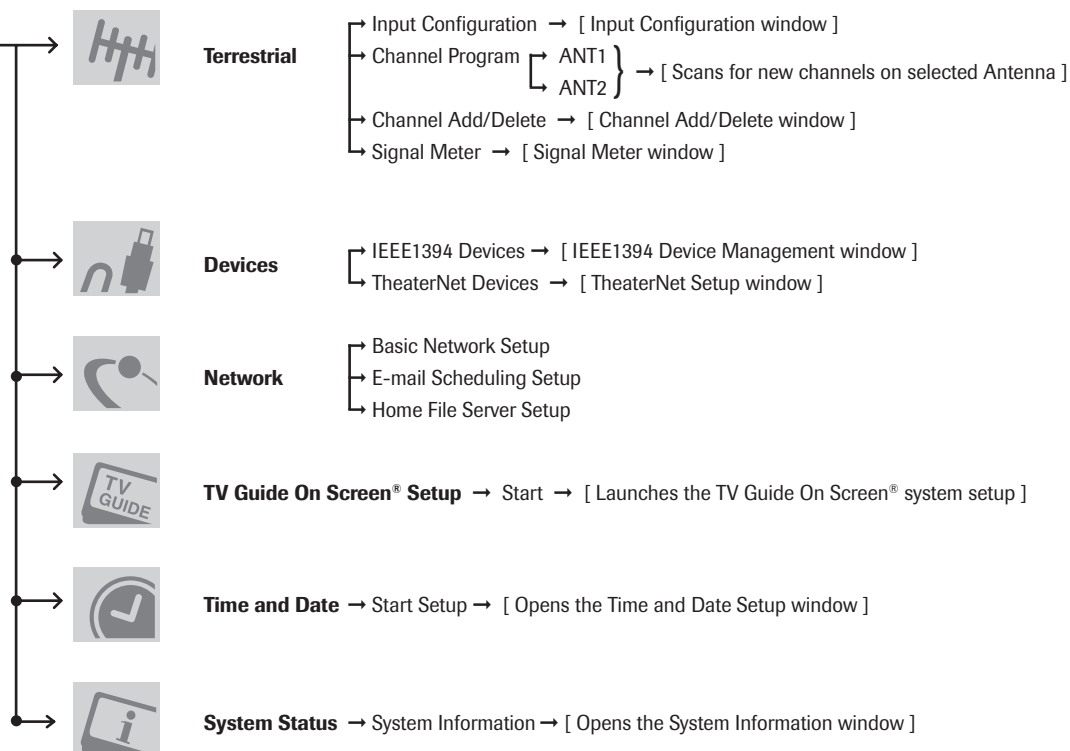 Terrestrial
→ Input Configuration → [ Input Configuration window ]
→ Channel Program → ANT1
→ ANT2 } → [ Scans for new channels on selected Antenna ]
→ Channel Add/Delete → [ Channel Add/Delete window ]
→ Signal Meter → [ Signal Meter window ]
Devices
→ IEEE1394 Devices → [ IEEE1394 Device Management window ]
→ TheaterNet Devices → [ TheaterNet Setup window ]
Network
→ Basic Network Setup
→ E-mail Scheduling Setup
→ Home File Server Setup
TV
GUIDE
TV Guide On Screen® Setup → Start → [ Launches the TV Guide On Screen® system setup ]
Time and Date → Start Setup → [ Opens the Time and Date Setup window ]
i
System Status → System Information → [ Opens the System Information window ]